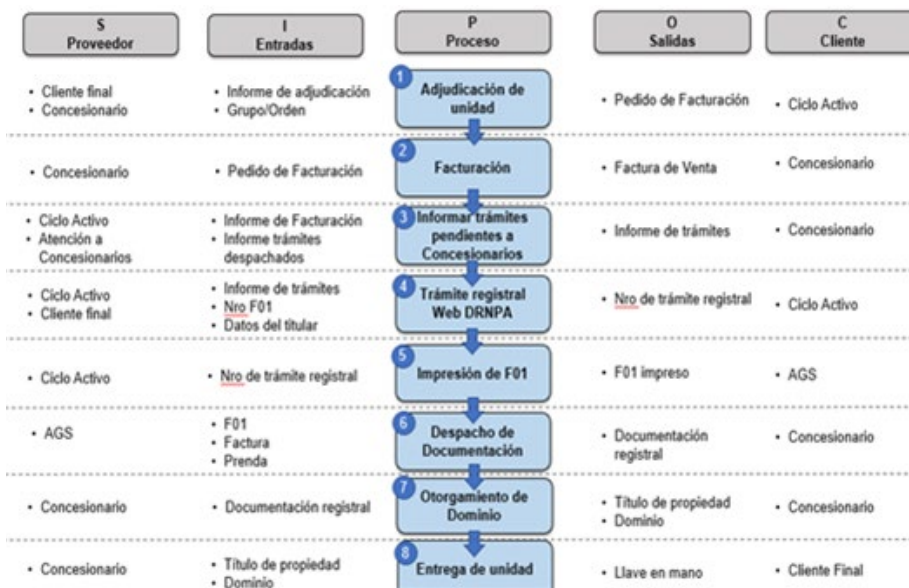 S
Proveedor
I
Entradas
P
Proceso
O
Salidas
C
Cliente
• Cliente final
• Concesionario
• Informe de adjudicación
• Grupo/Orden
1
Adjudicación de
unidad
• Pedido de Facturación
• Ciclo Activo
• Concesionario
• Pedido de Facturación
2
Facturación
• Factura de Venta
• Concesionario
• Ciclo Activo
• Atención a
Concesionarios
• Informe de Facturación
• Informe trámites
despachados
3
Informar trámites
pendientes a
Concesionarios
• Informe de trámites
• Concesionario
• Ciclo Activo
• Cliente final
• Informe de trámites
• Nro F01
• Datos del titular
4
Trámite registral
Web DRNPA
• Nro de trámite registral
• Ciclo Activo
• Ciclo Activo
• Nro de trámite registral
5
Impresión de F01
• F01 impreso
• AGS
• AGS
• F01
• Factura
• Prenda
6
Despacho de
Documentación
• Documentación
registral
• Concesionario
• Concesionario
• Documentación registral
7
Otorgamiento de
Dominio
• Título de propiedad
• Dominio
• Concesionario
• Concesionario
• Título de propiedad
• Dominio
8
Entrega de unidad
• Llave en mano
• Cliente Final